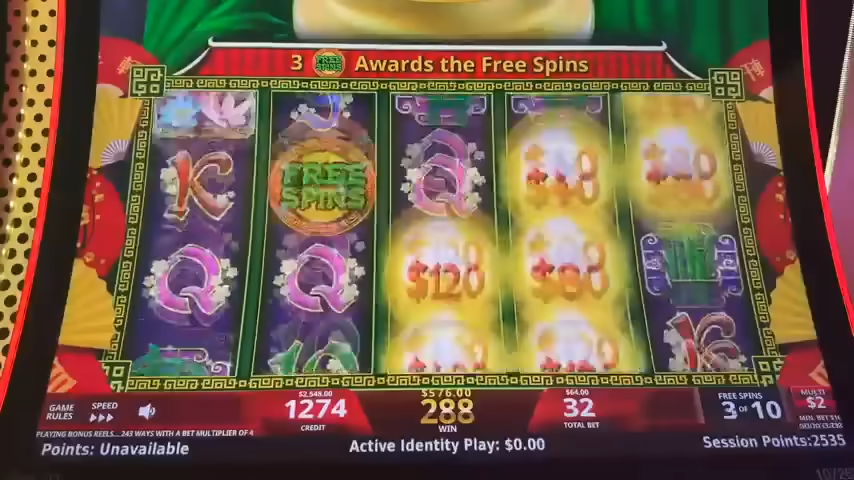 3 FREE SPINS Awards the Free Spins
K
FREE SPINS
Q
Q
Q
$120
GAME RULES
SPEED
$2,548.00
1274
CREDIT
$576.00
288
WIN
$64.00
32
TOTAL BET
FREE SPINS
3 OF 10
MULTI
$2
PLAYING BONUS REELS... 243 WAYS WITH A BET MULTIPLIER OF 4
Points: Unavailable
Active Identity Play: $0.00
Session Points:2535